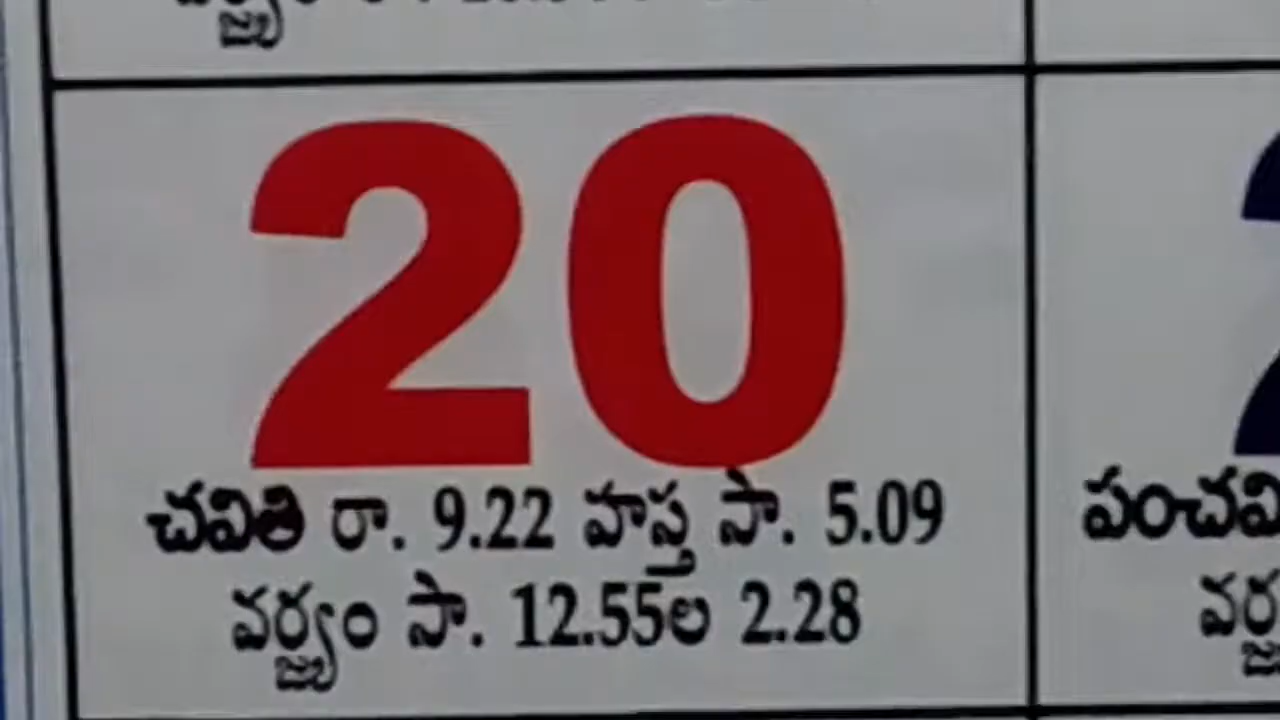 20
చవితి రా. 9.22 హస్త సా. 5.09
వర్జ్యం సా. 12.55ల 2.28